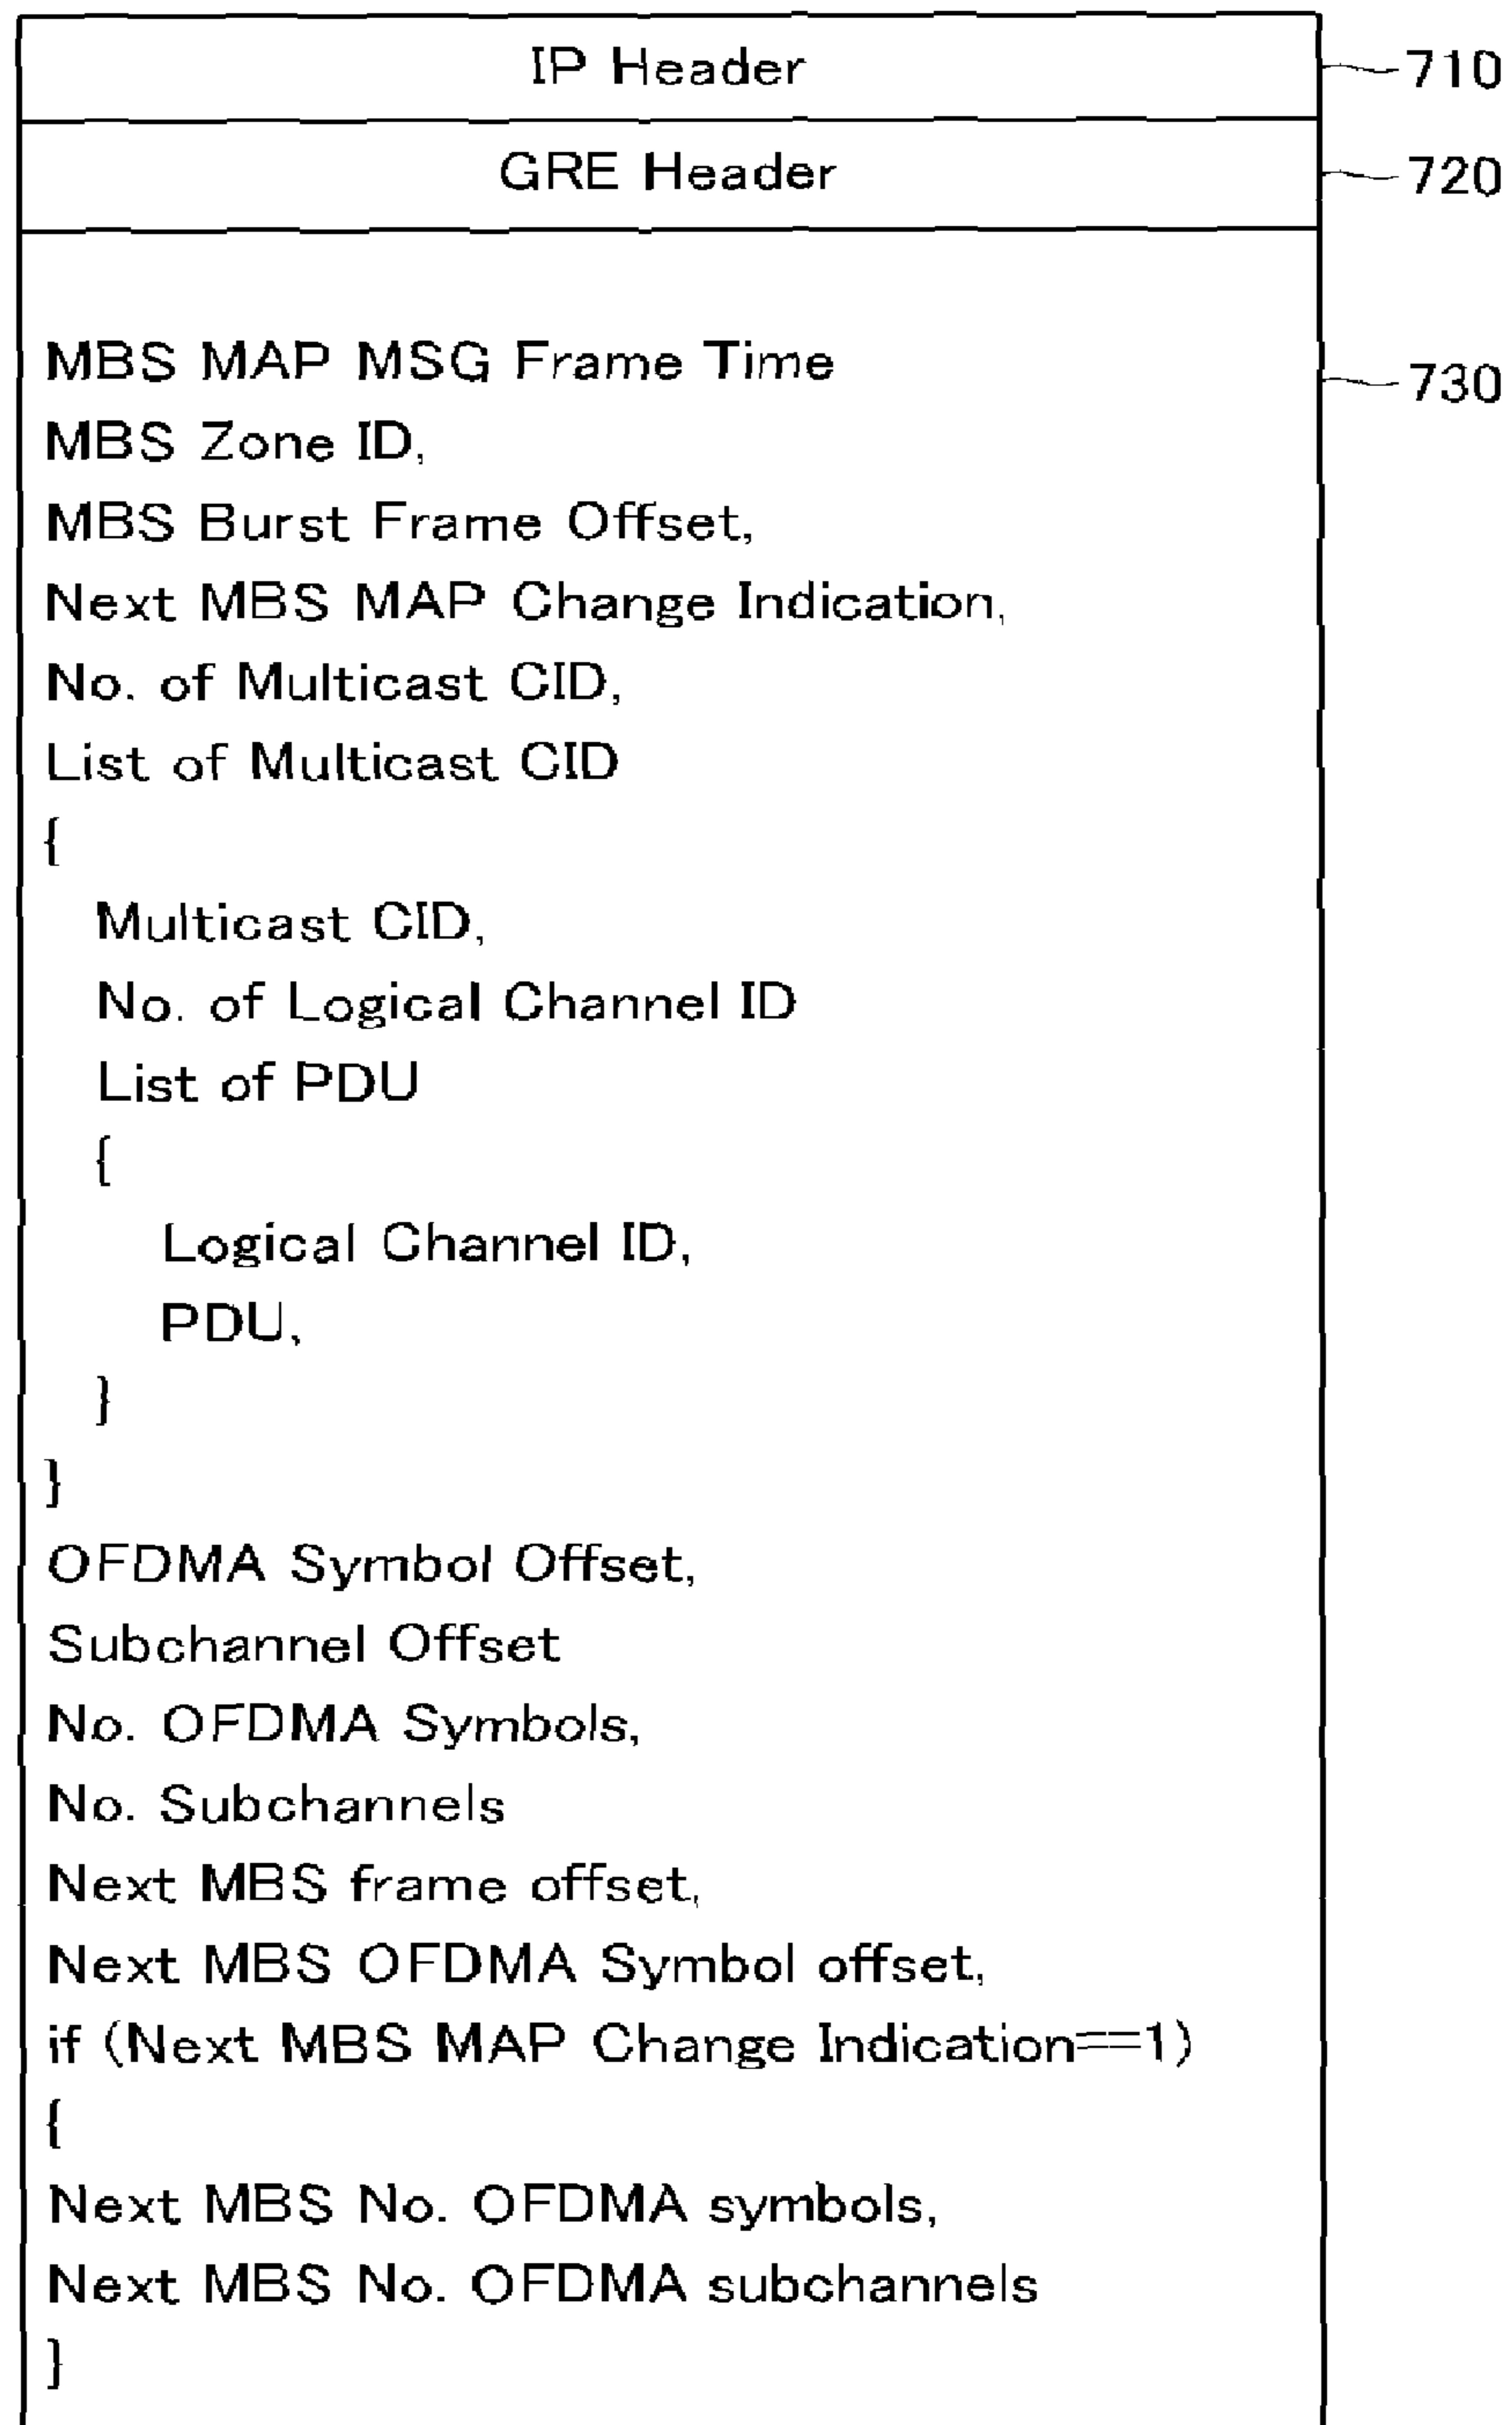 IP Header
710
GRE Header
720
MBS MAP MSG Frame Time
730
MBS Zone ID,
MBS Burst Frame Offset,
Next MBS MAP Change Indication,
No. of Multicast CID,
List of Multicast CID
{
Multicast CID,
No. of Logical Channel ID
List of PDU
{
Logical Channel ID,
PDU,
}
}
OFDMA Symbol Offset,
Subchannel Offset
No. OFDMA Symbols,
No. Subchannels
Next MBS frame offset,
Next MBS OFDMA Symbol offset,
if (Next MBS MAP Change Indication==1)
{
Next MBS No. OFDMA symbols,
Next MBS No. OFDMA subchannels
}